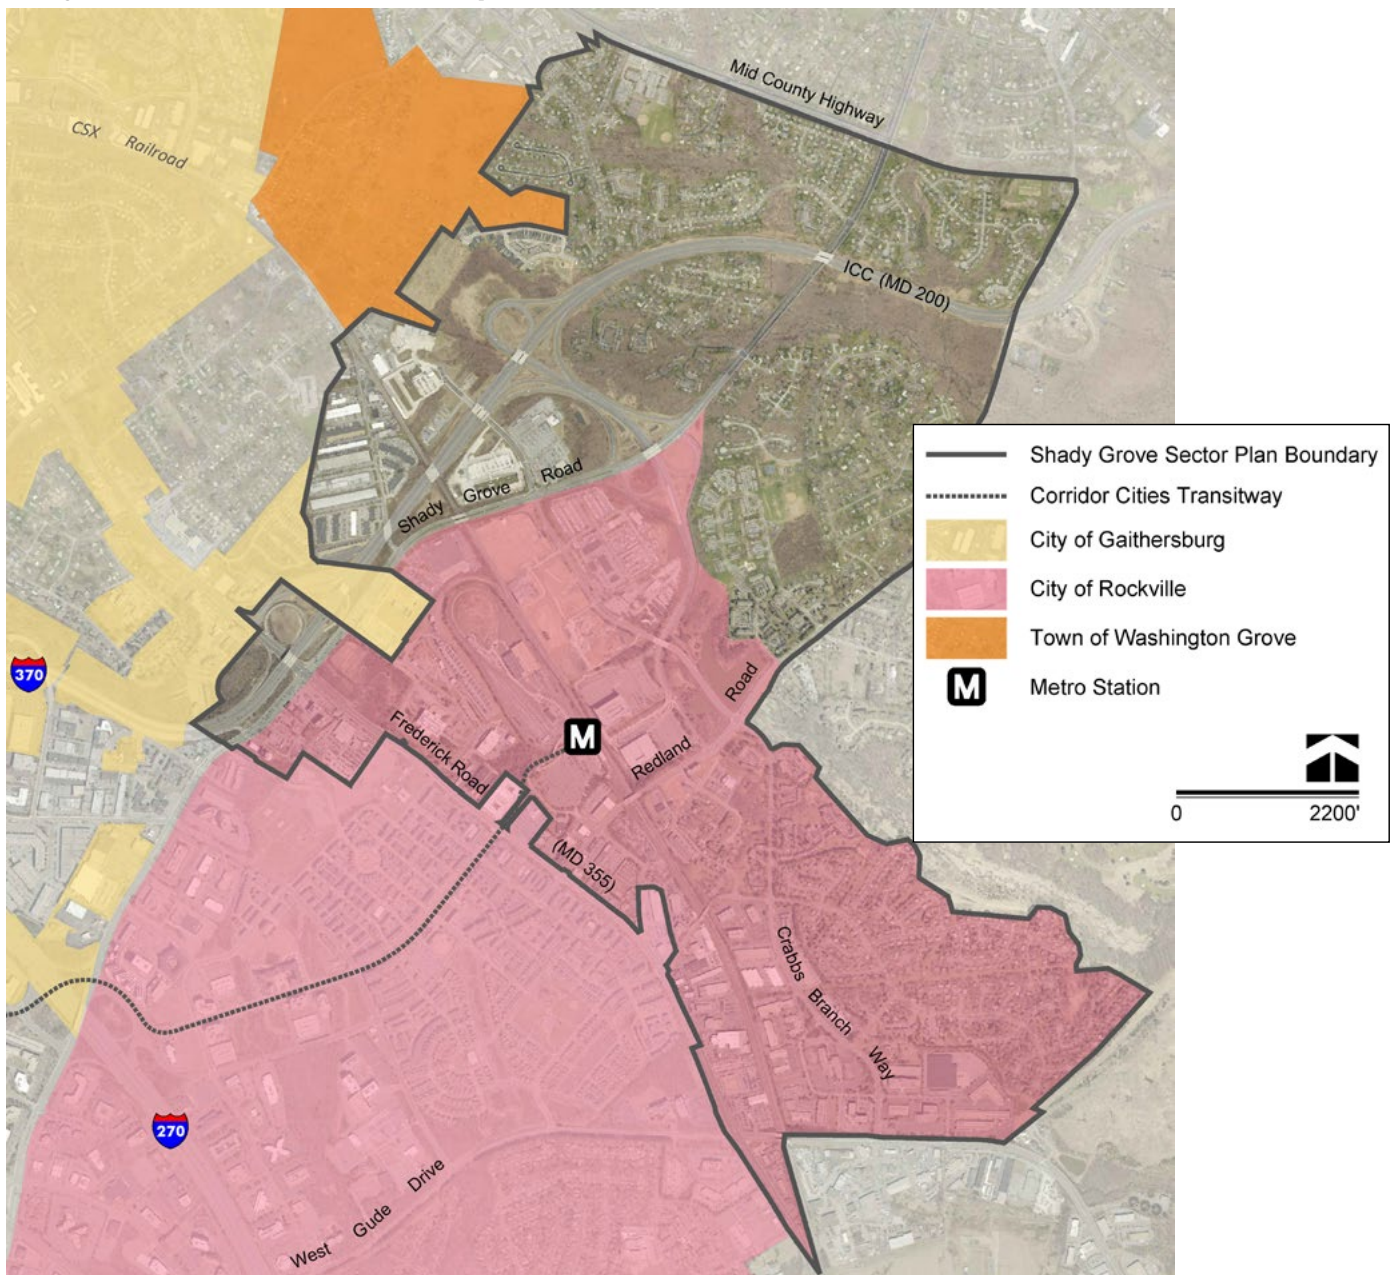 Mid County Highway
CSX Railroad
ICC (MD 200)
Shady Grove Road
Shady Grove Sector Plan Boundary
Corridor Cities Transitway
City of Gaithersburg
City of Rockville
Town of Washington Grove
M Metro Station
370
Frederick Road
M
Redland Road
0 2200'
(MD 355)
Crabbs Branch Way
270
West Gude Drive